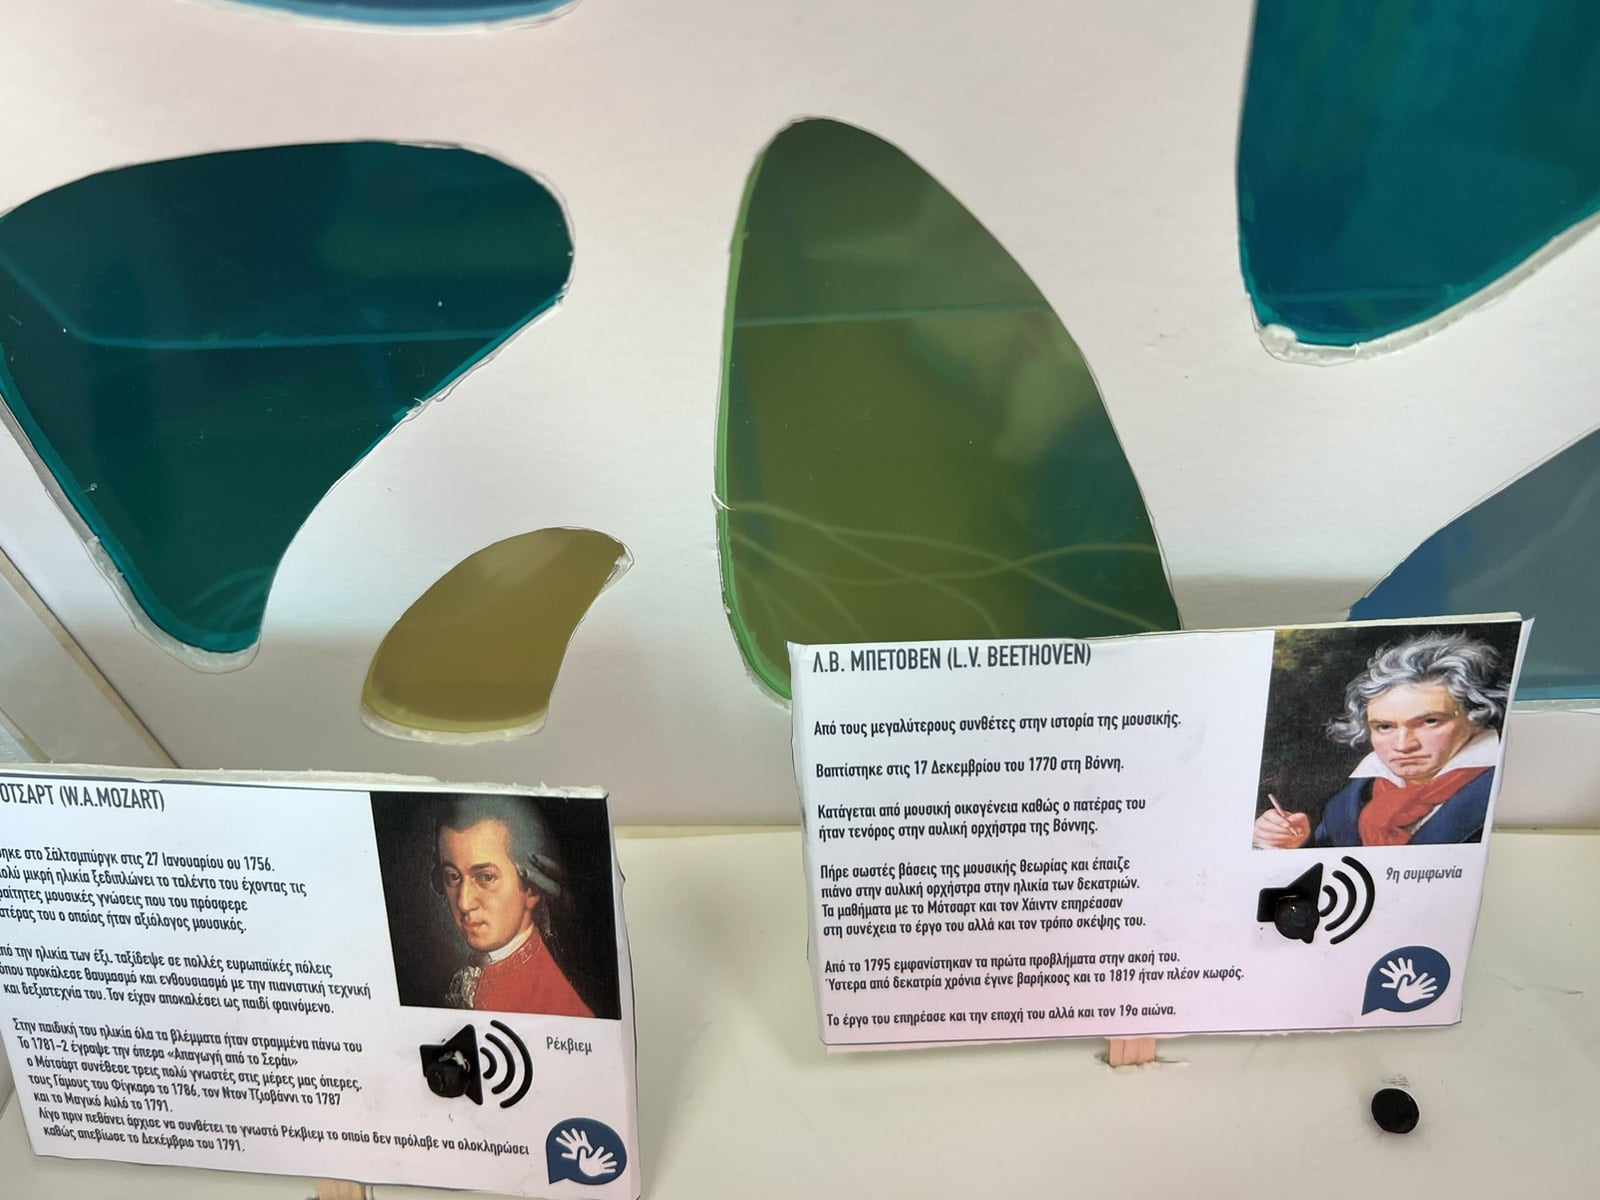 Λ.Β. ΜΠΕΤΟΒΕΝ (L.V. BEETHOVEN)
Από τους μεγαλύτερους συνθέτες στην ιστορία της μουσικής.
Βαπτίστηκε στις 17 Δεκεμβρίου του 1770 στη Βόννη.
Κατάγεται από μουσική οικογένεια καθώς ο πατέρας του
ήταν τενόρος στην αυλική ορχήστρα της Βόννης.
Πήρε σωστές βάσεις της μουσικής θεωρίας και έπαιζε
πιάνο στην αυλική ορχήστρα στη ηλικία των δεκατριών.
Τα μαθήματα με το Μότσαρτ και τον Χάιντν επηρέασαν
στη συνέχεια το έργο του αλλά και τον τρόπο σκέψης του.
Από το 1795 εμφανίστηκαν τα πρώτα προβλήματα στην ακοή του.
Ύστερα από δεκατρία χρόνια έγινε βαρήκοος και το 1819 ήταν πλέον κωφός.
Το έργο του επηρέασε και την εποχή του αλλά και τον 19ο αιώνα.
9η συμφωνία
ΟΤΣΑΡΤ (W.A.MOZART)
στο Σάλτσμπύργκ στις 27 Ιανουαρίου ου 1756.
μικρή ηλικία ξεδιπλώνει το ταλέντο του έχοντας τις
μουσικές γνώσεις που του πρόσφερε
του ο οποίος ήταν αξιόλογος μουσικός.
την ηλικία των έξι, ταξίδεψε σε πολλές ευρωπαϊκές πόλεις
όπου προκάλεσε θαυμασμό και ενθουσιασμό με την πιανιστική τεχνική
και δεξιοτεχνία του. Τον είχαν αποκαλέσει ως παιδί φαινόμενο.
Στην παιδική του ηλικία όλα τα βλέμματα ήταν στραμμένα πάνω του
Το 1781-2 έγραψε την όπερα «Απαγωγή από το Σεράι»
ο Μότσαρτ συνέθεσε τρεις πολύ γνωστές στις μέρες μας όπερες,
τους Γάμους του Φίγκαρο το 1786, τον Ντον Τζιοβάννι το 1787
και το Μαγικό Αυλό το 1791.
Λίγο πριν πεθάνει άρχισε να συνθέτει το γνωστό Ρέκβιεμ το οποίο δεν πρόλαβε να ολοκληρώσει
καθώς απεβίωσε το Δεκέμβριο του 1791.
Ρέκβιεμ